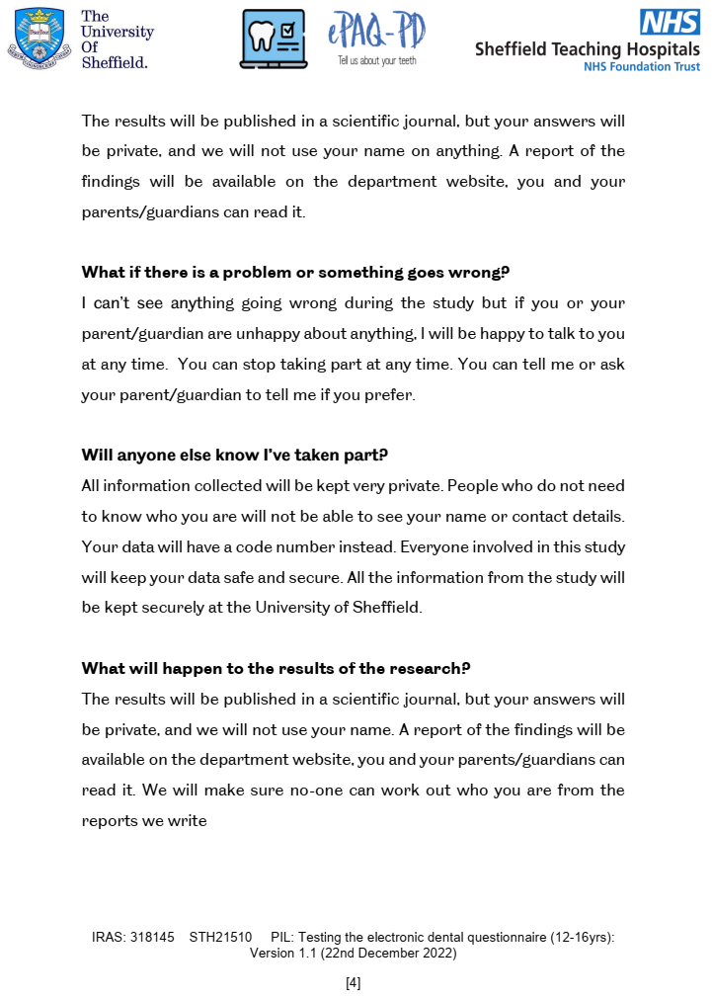 The
University
Of
Sheffield.
ePAQ-PD
Tell us about your teeth
NHS
Sheffield Teaching Hospitals
NHS Foundation Trust
The results will be published in a scientific journal, but your answers will
be private, and we will not use your name on anything. A report of the
findings will be available on the department website, you and your
parents/guardians can read it.
What if there is a problem or something goes wrong?
I can't see anything going wrong during the study but if you or your
parent/guardian are unhappy about anything, I will be happy to talk to you
at any time.  You can stop taking part at any time. You can tell me or ask
your parent/guardian to tell me if you prefer.
Will anyone else know I've taken part?
All information collected will be kept very private. People who do not need
to know who you are will not be able to see your name or contact details.
Your data will have a code number instead. Everyone involved in this study
will keep your data safe and secure. All the information from the study will
be kept securely at the University of Sheffield.
What will happen to the results of the research?
The results will be published in a scientific journal, but your answers will
be private, and we will not use your name. A report of the findings will be
available on the department website, you and your parents/guardians can
read it. We will make sure no-one can work out who you are from the
reports we write
IRAS: 318145    STH21510     PIL: Testing the electronic dental questionnaire (12-16yrs):
Version 1.1 (22nd December 2022)
[4]